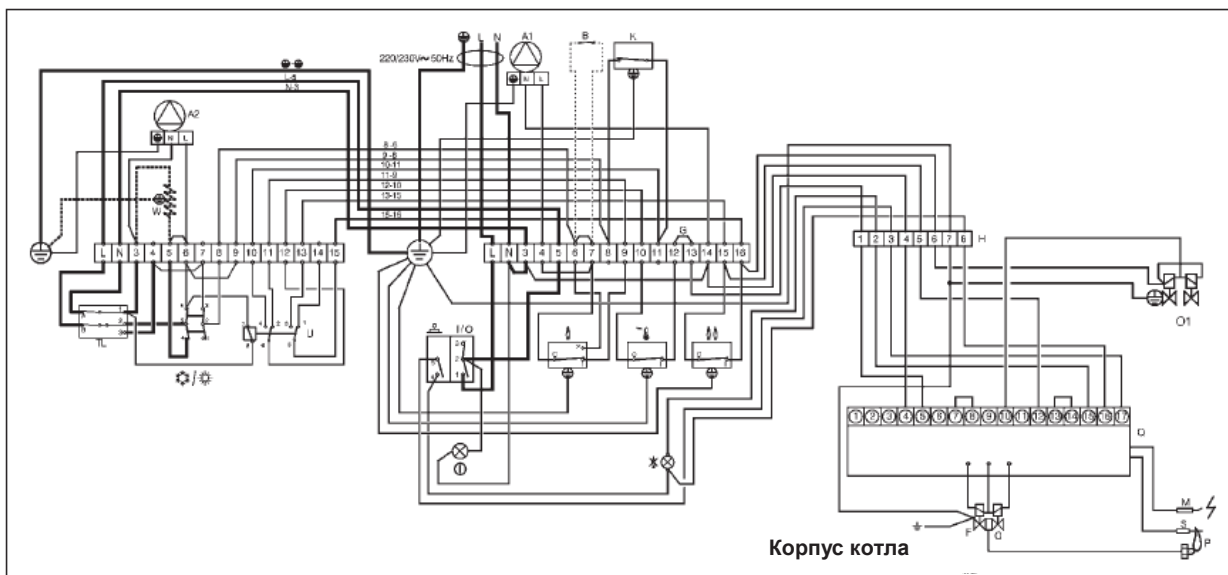 L N A1 B K
220/230V~ 50Hz
N L
L-5
N-3
A2
N L
8-6
9-8
10-11
11-9
12-10
13-15
15-16
W
G
L N 3 4 5 6 7 8 9 10 11 12 13 14 15
L N 3 4 5 6 7 8 9 10 11 12 13 14 15 16
1 2 3 4 5 6 7 8 H
TL
U
I/O
O1
1 2 3 4 5 6 7 8 9 10 11 12 13 14 15 16 17
Q
M
S
P
F
Корпус котла